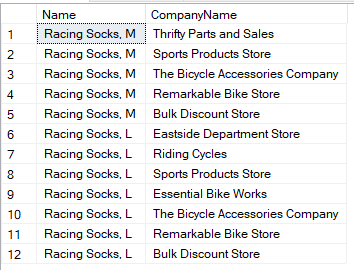 Name CompanyName
1 Racing Socks, M Thrifty Parts and Sales
2 Racing Socks, M Sports Products Store
3 Racing Socks, M The Bicycle Accessories Company
4 Racing Socks, M Remarkable Bike Store
5 Racing Socks, M Bulk Discount Store
6 Racing Socks, L Eastside Department Store
7 Racing Socks, L Riding Cycles
8 Racing Socks, L Sports Products Store
9 Racing Socks, L Essential Bike Works
10 Racing Socks, L The Bicycle Accessories Company
11 Racing Socks, L Remarkable Bike Store
12 Racing Socks, L Bulk Discount Store